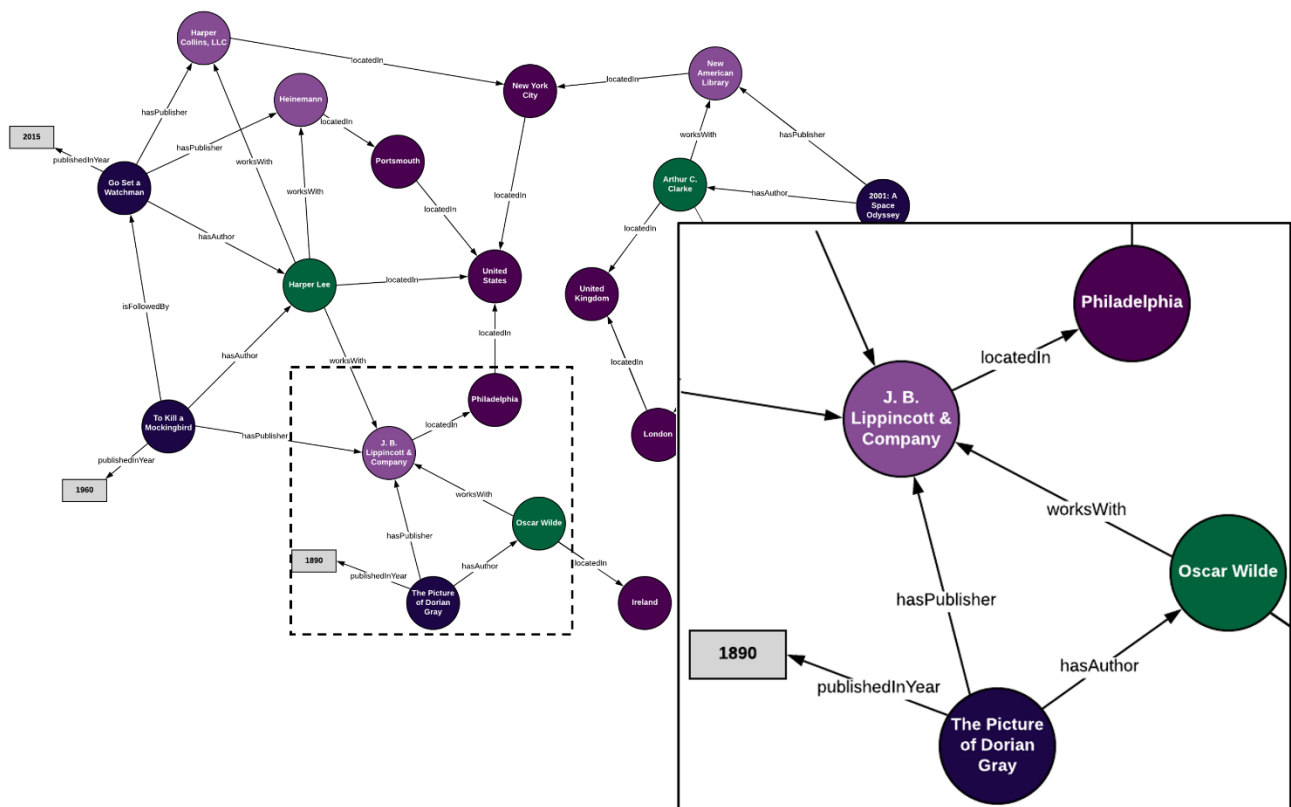 Harper
Collins, LLC
locatedIn
New York
City
locatedIn
New
American
Library
Heinemann
locatedIn
hasPublisher
2015
publishedInYear
hasPublisher
worksWith
worksWith
Portsmouth
worksWith
hasPublisher
Go Set a
Watchman
locatedIn
locatedIn
Arthur C.
Clarke
hasAuthor
2001: A
Space
Odyssey
hasAuthor
locatedIn
Harper Lee
locatedIn
United
States
United
Kingdom
isFollowedBy
locatedIn
hasAuthor
worksWith
locatedIn
Philadelphia
To Kill a
Mockingbird
hasPublisher
locatedIn
J. B.
Lippincott &
Company
London
publishedInYear
1960
worksWith
Oscar Wilde
hasPublisher
1890
publishedInYear
hasAuthor
locatedIn
The Picture
of Dorian
Gray
Ireland
Philadelphia
locatedIn
J. B.
Lippincott &
Company
worksWith
Oscar Wilde
hasPublisher
1890
publishedInYear
hasAuthor
The Picture
of Dorian
Gray